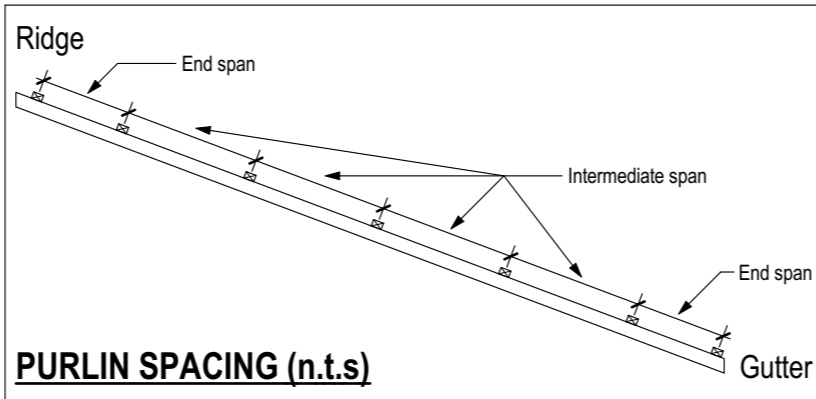 Ridge
End span
Intermediate span
End span
PURLIN SPACING (n.t.s)
Gutter